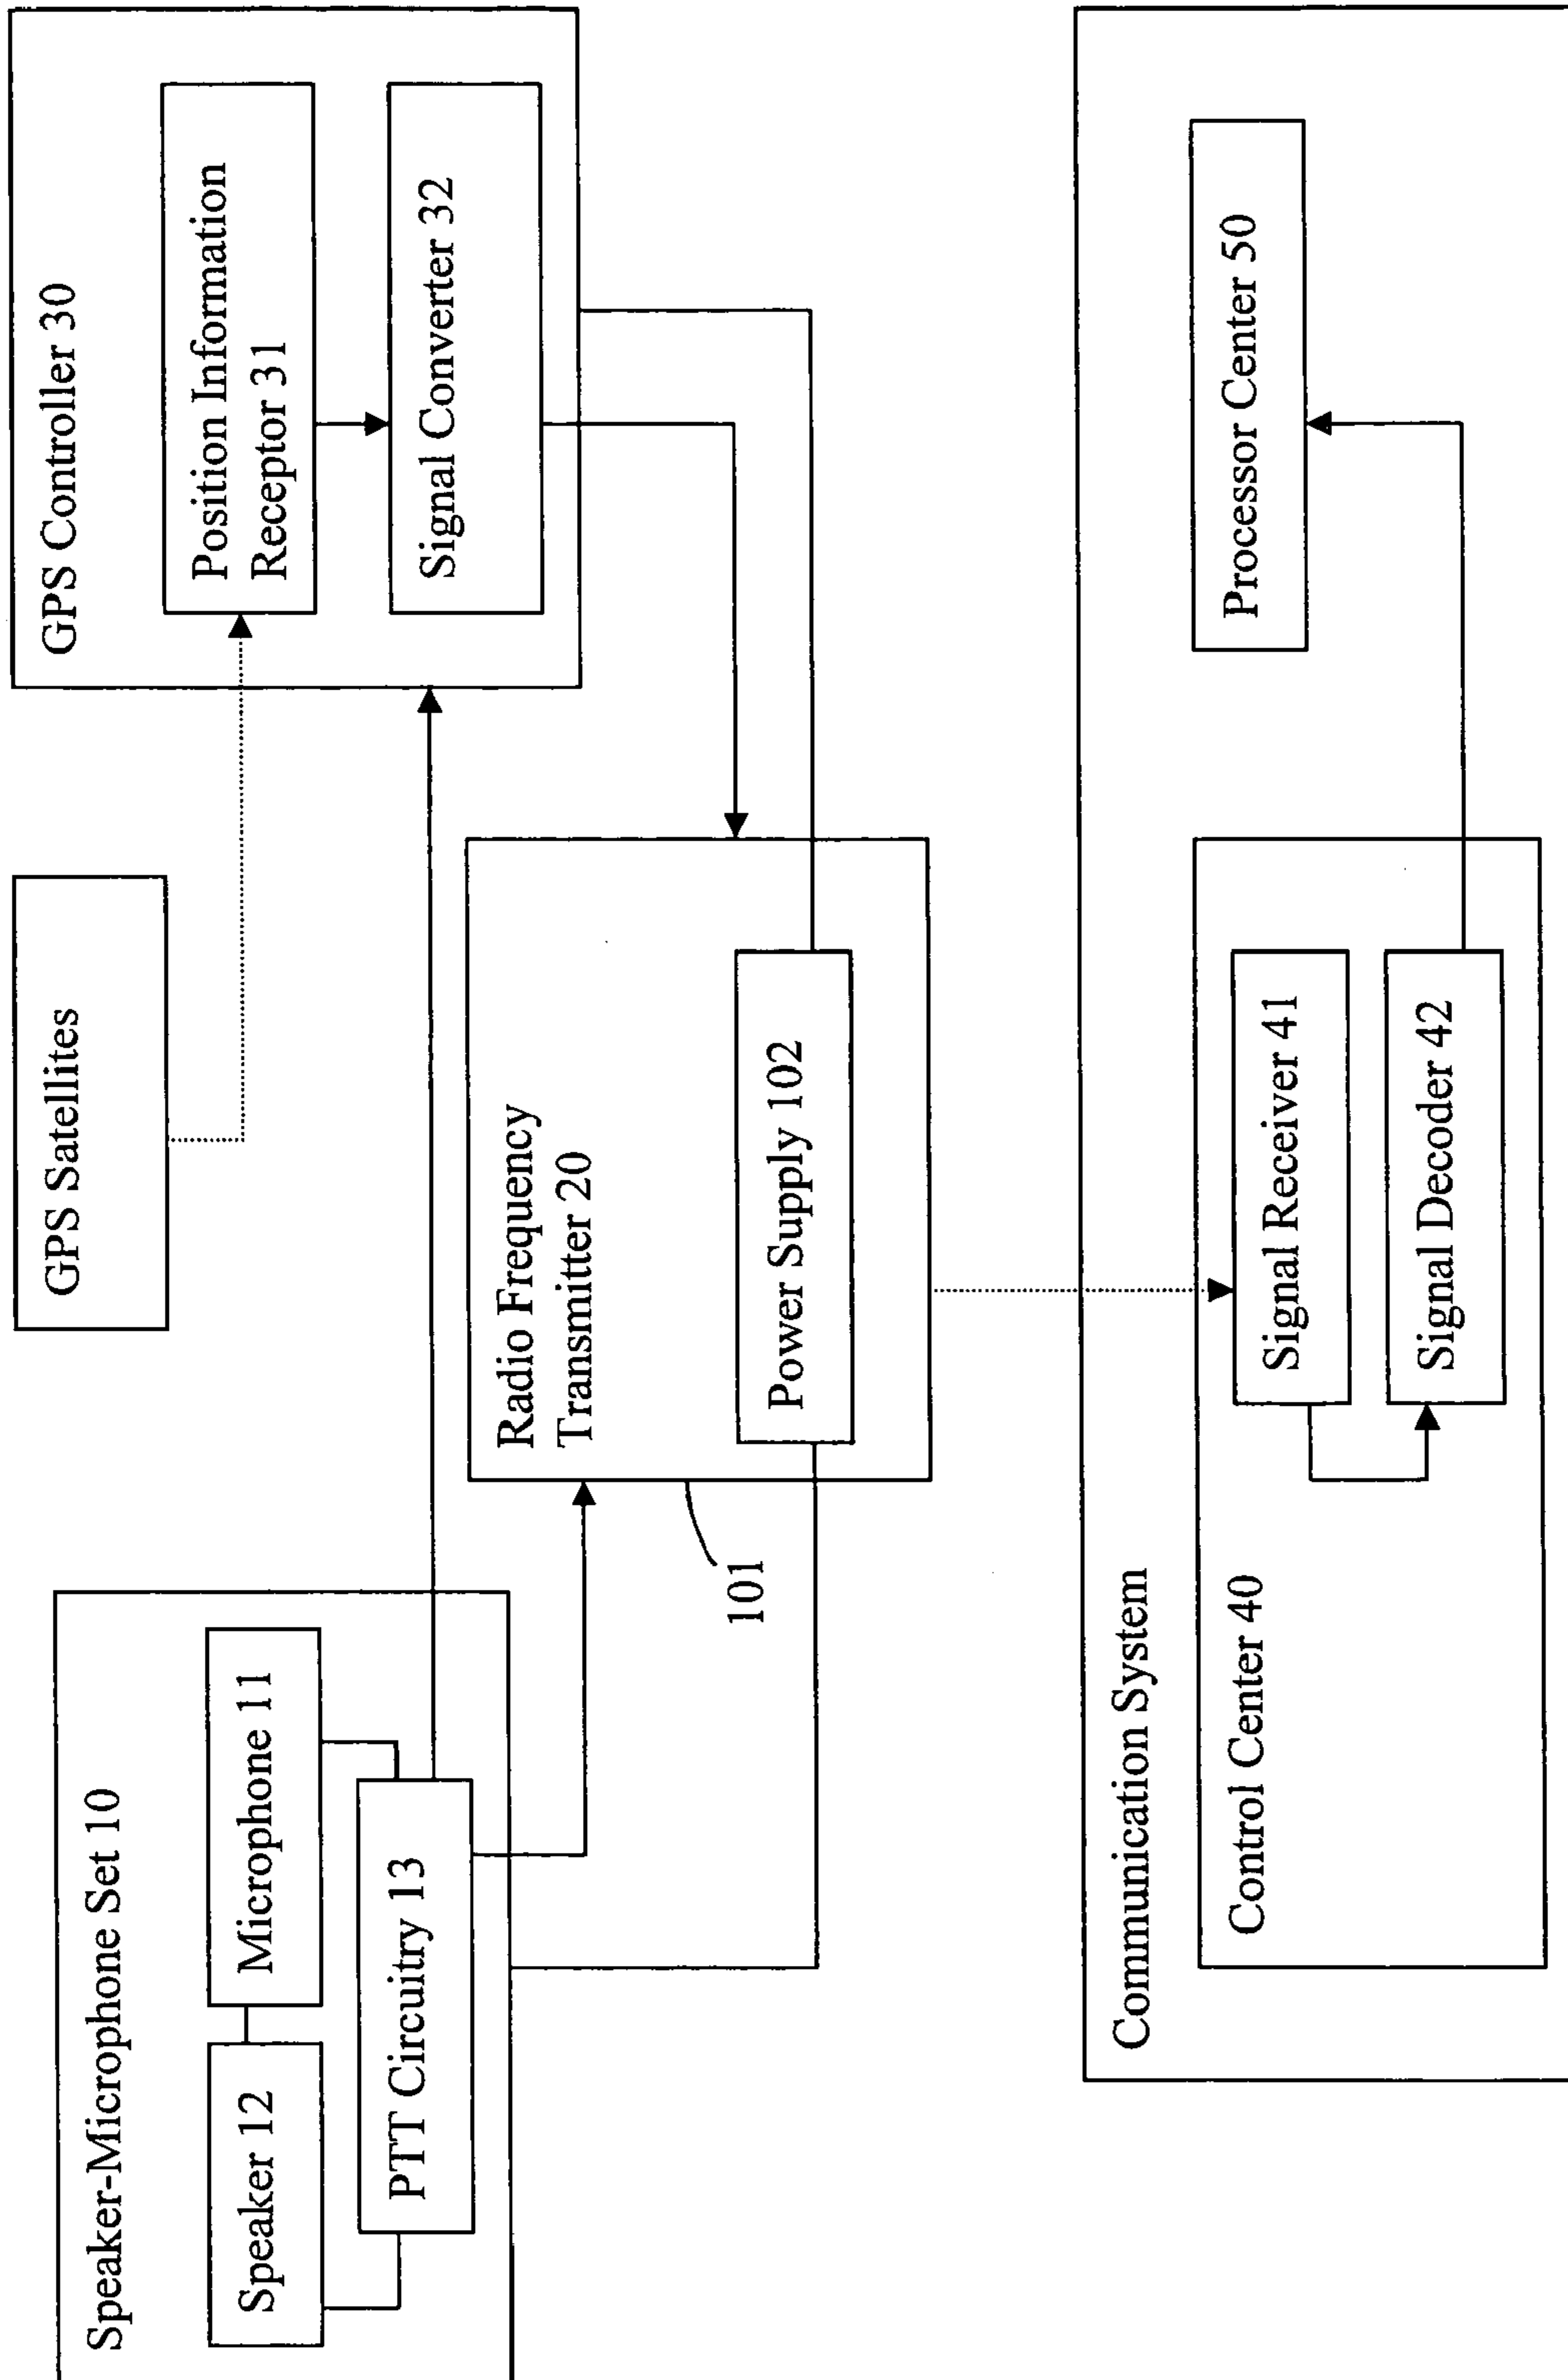 Speaker-Microphone Set 10
Speaker 12
Microphone 11
PTT Circuitry 13
GPS Satellites
GPS Controller 30
Position Information
Receptor 31
Signal Converter 32
Radio Frequency
Transmitter 20
Power Supply 102
101
Communication System
Control Center 40
Signal Receiver 41
Signal Decoder 42
Processor Center 50